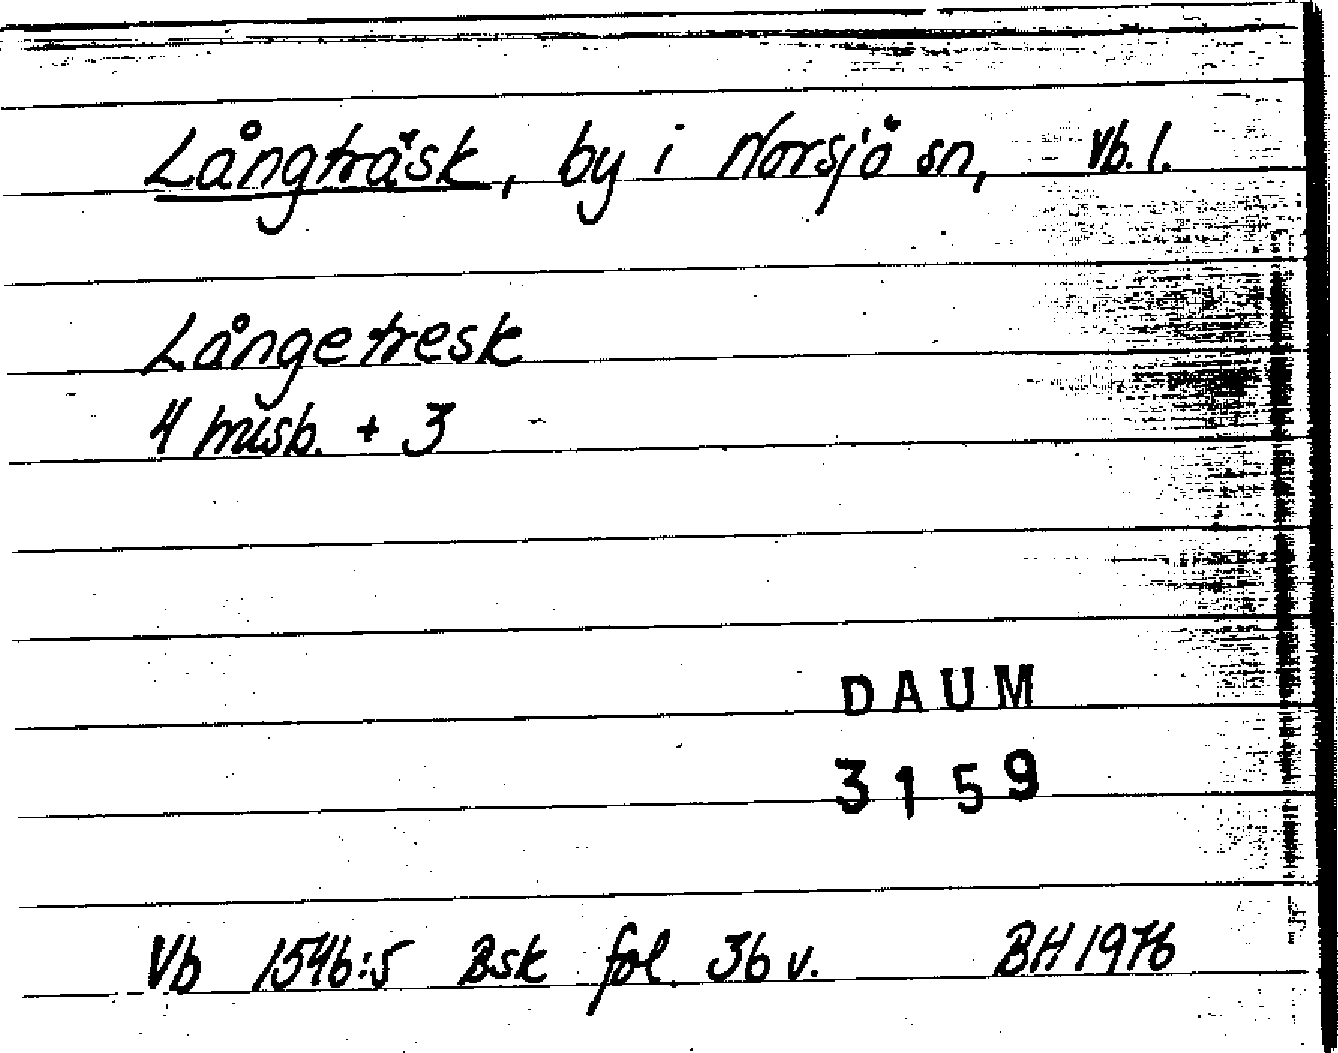 Långträsk, by i Norsjö sn, Vb. l.
Långetresk
4 misb. + 3
DAUM
3159
Vb 1546:5 Bsk fol. 36 v. BH 1976